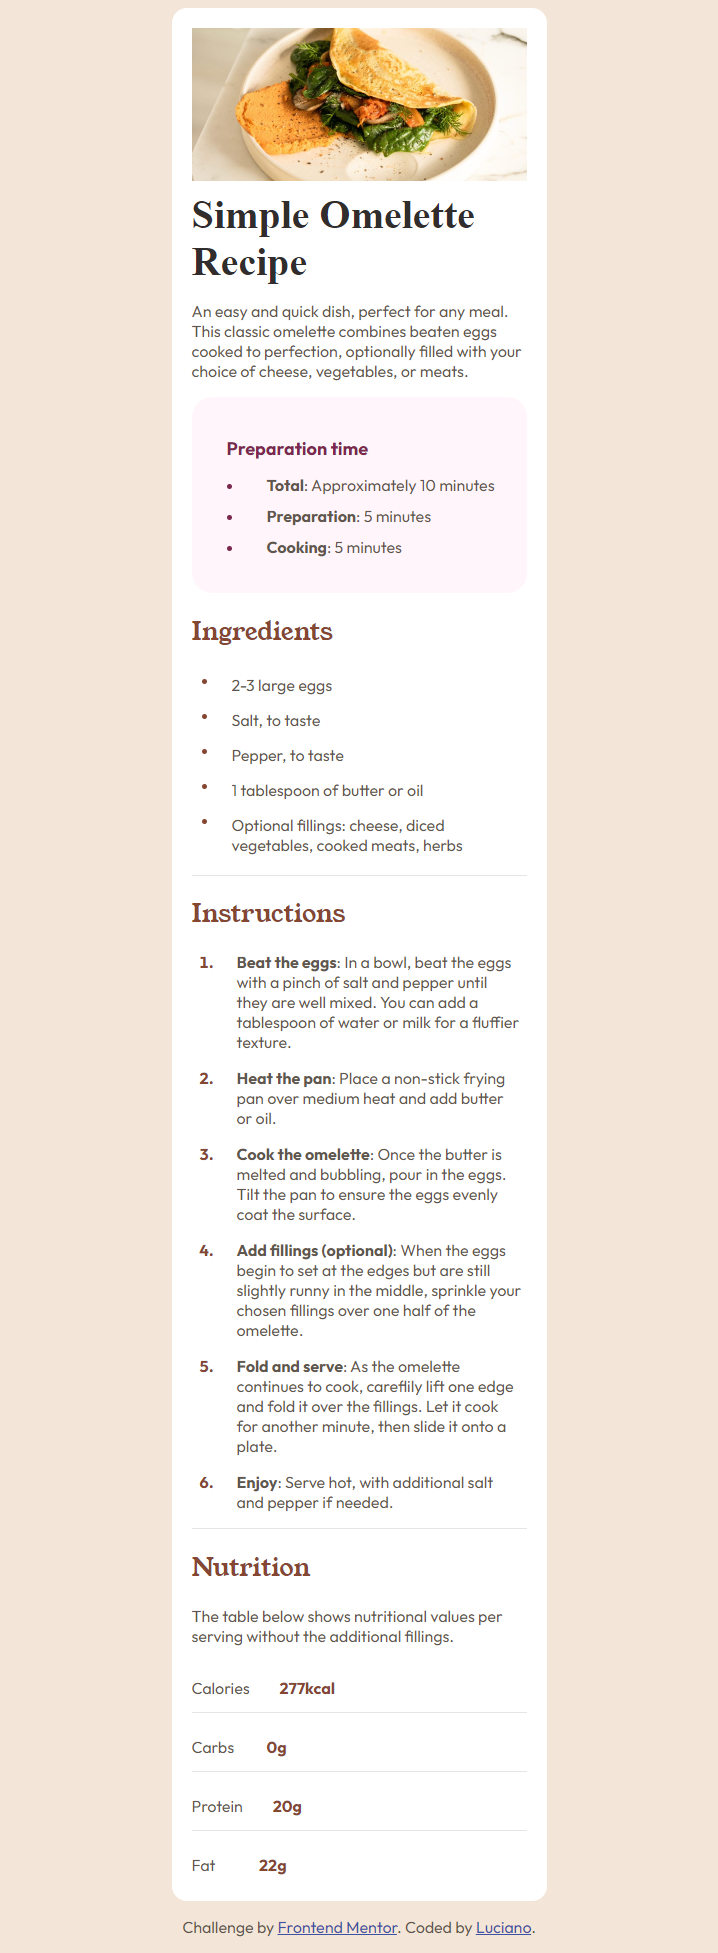 Simple Omelette
Recipe
An easy and quick dish, perfect for any meal.
This classic omelette combines beaten eggs
cooked to perfection, optionally filled with your
choice of cheese, vegetables, or meats.
Preparation time
• Total: Approximately 10 minutes
• Preparation: 5 minutes
• Cooking: 5 minutes
Ingredients
• 2-3 large eggs
• Salt, to taste
• Pepper, to taste
• 1 tablespoon of butter or oil
• Optional fillings: cheese, diced
vegetables, cooked meats, herbs
Instructions
1. Beat the eggs: In a bowl, beat the eggs
with a pinch of salt and pepper until
they are well mixed. You can add a
tablespoon of water or milk for a fluffier
texture.
2. Heat the pan: Place a non-stick frying
pan over medium heat and add butter
or oil.
3. Cook the omelette: Once the butter is
melted and bubbling, pour in the eggs.
Tilt the pan to ensure the eggs evenly
coat the surface.
4. Add fillings (optional): When the eggs
begin to set at the edges but are still
slightly runny in the middle, sprinkle your
chosen fillings over one half of the
omelette.
5. Fold and serve: As the omelette
continues to cook, careflily lift one edge
and fold it over the fillings. Let it cook
for another minute, then slide it onto a
plate.
6. Enjoy: Serve hot, with additional salt
and pepper if needed.
Nutrition
The table below shows nutritional values per
serving without the additional fillings.
Calories 277kcal
Carbs 0g
Protein 20g
Fat 22g
Challenge by Frontend Mentor. Coded by Luciano.